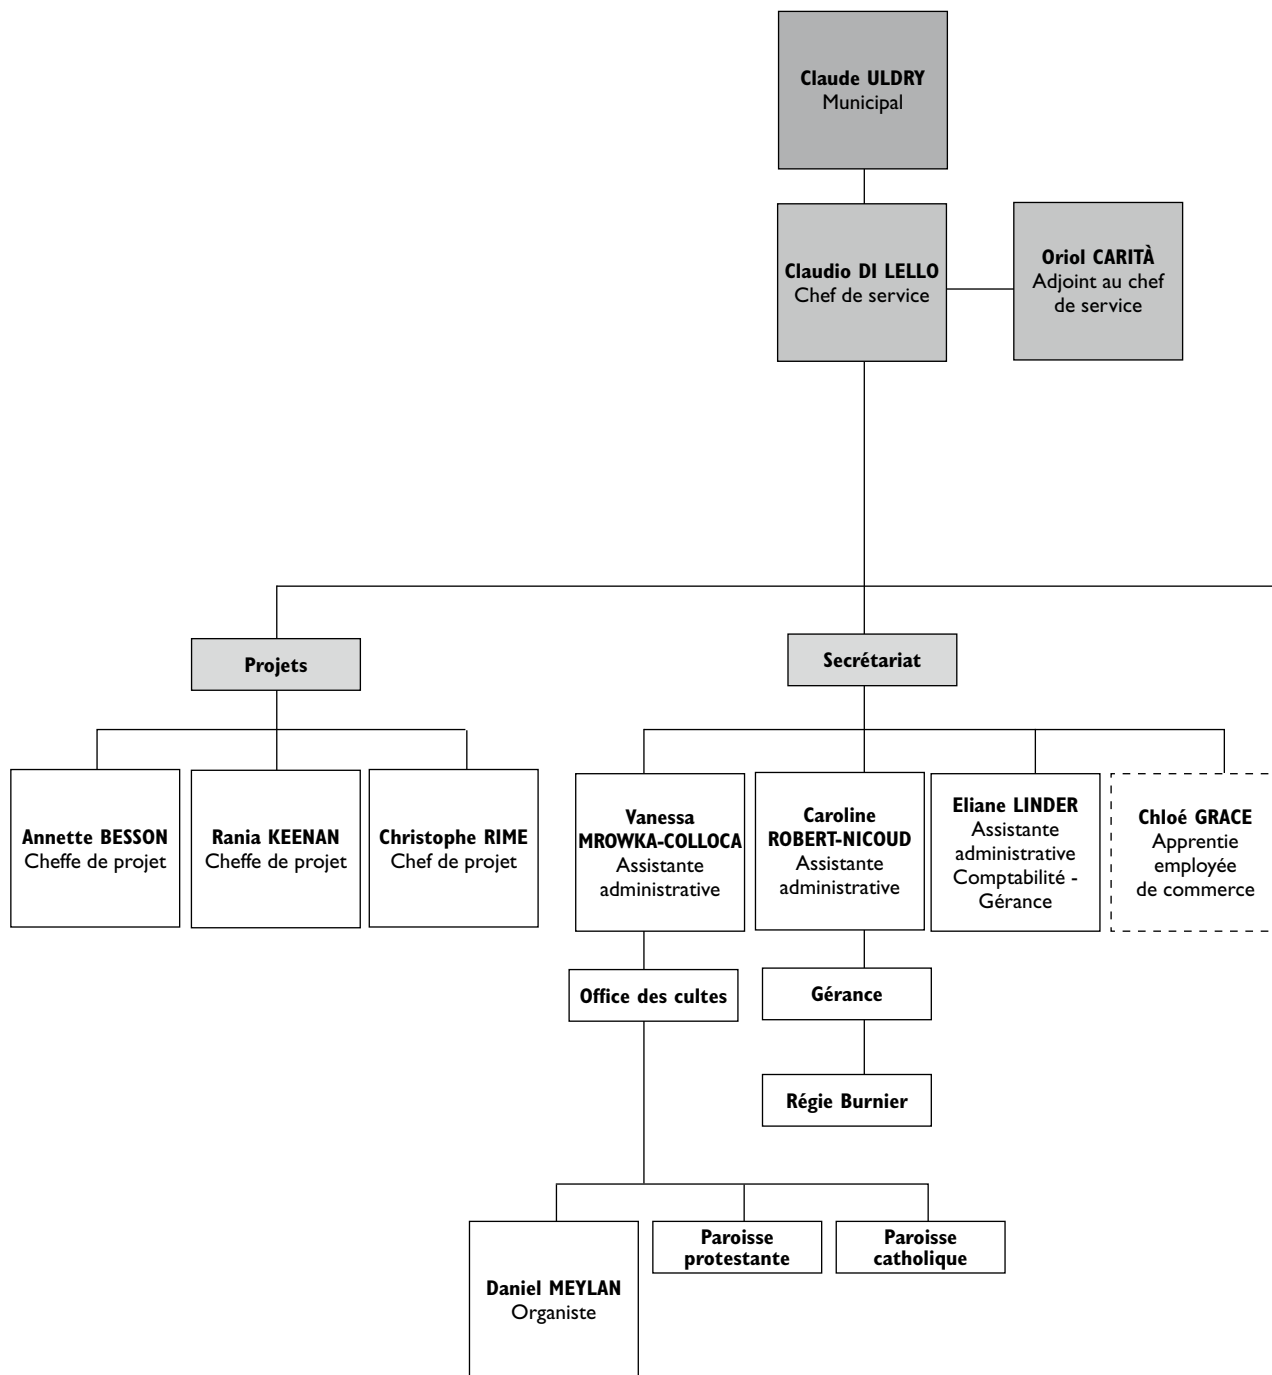 Claude ULDRY
Municipal
Claudio DI LELLO
Chef de service
Oriol CARITÀ
Adjoint au chef
de service
Projets
Secrétariat
Annette BESSON
Cheffe de projet
Rania KEENAN
Cheffe de projet
Christophe RIME
Chef de projet
Vanessa
MROWKA-COLLOCA
Assistante
administrative
Caroline
ROBERT-NICOUD
Assistante
administrative
Eliane LINDER
Assistante
administrative
Comptabilité -
Gérance
Chloé GRACE
Apprentie
employée
de commerce
Office des cultes
Gérance
Régie Burnier
Daniel MEYLAN
Organiste
Paroisse
protestante
Paroisse
catholique